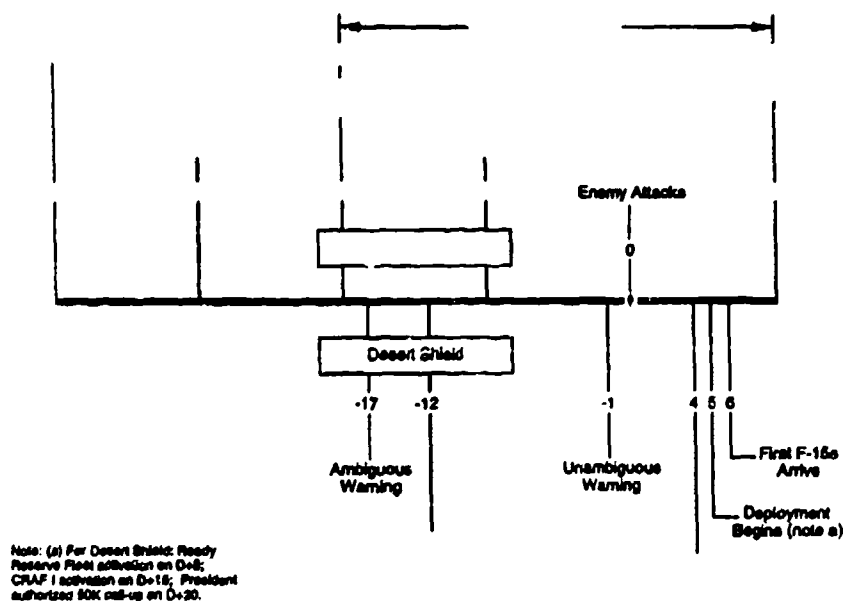 Enemy Attacks
0
Desert Shield
-17
-12
-1
4
5
6
Ambiguous
Warning
Unambiguous
Warning
First F-15s
Arrive
Deployment
Begins (note a)
Note: (a) For Desert Shield: Ready
Reserve Fleet activation on D+8;
CRAF I activation on D+16; President
authorized 50K call-up on D+20.